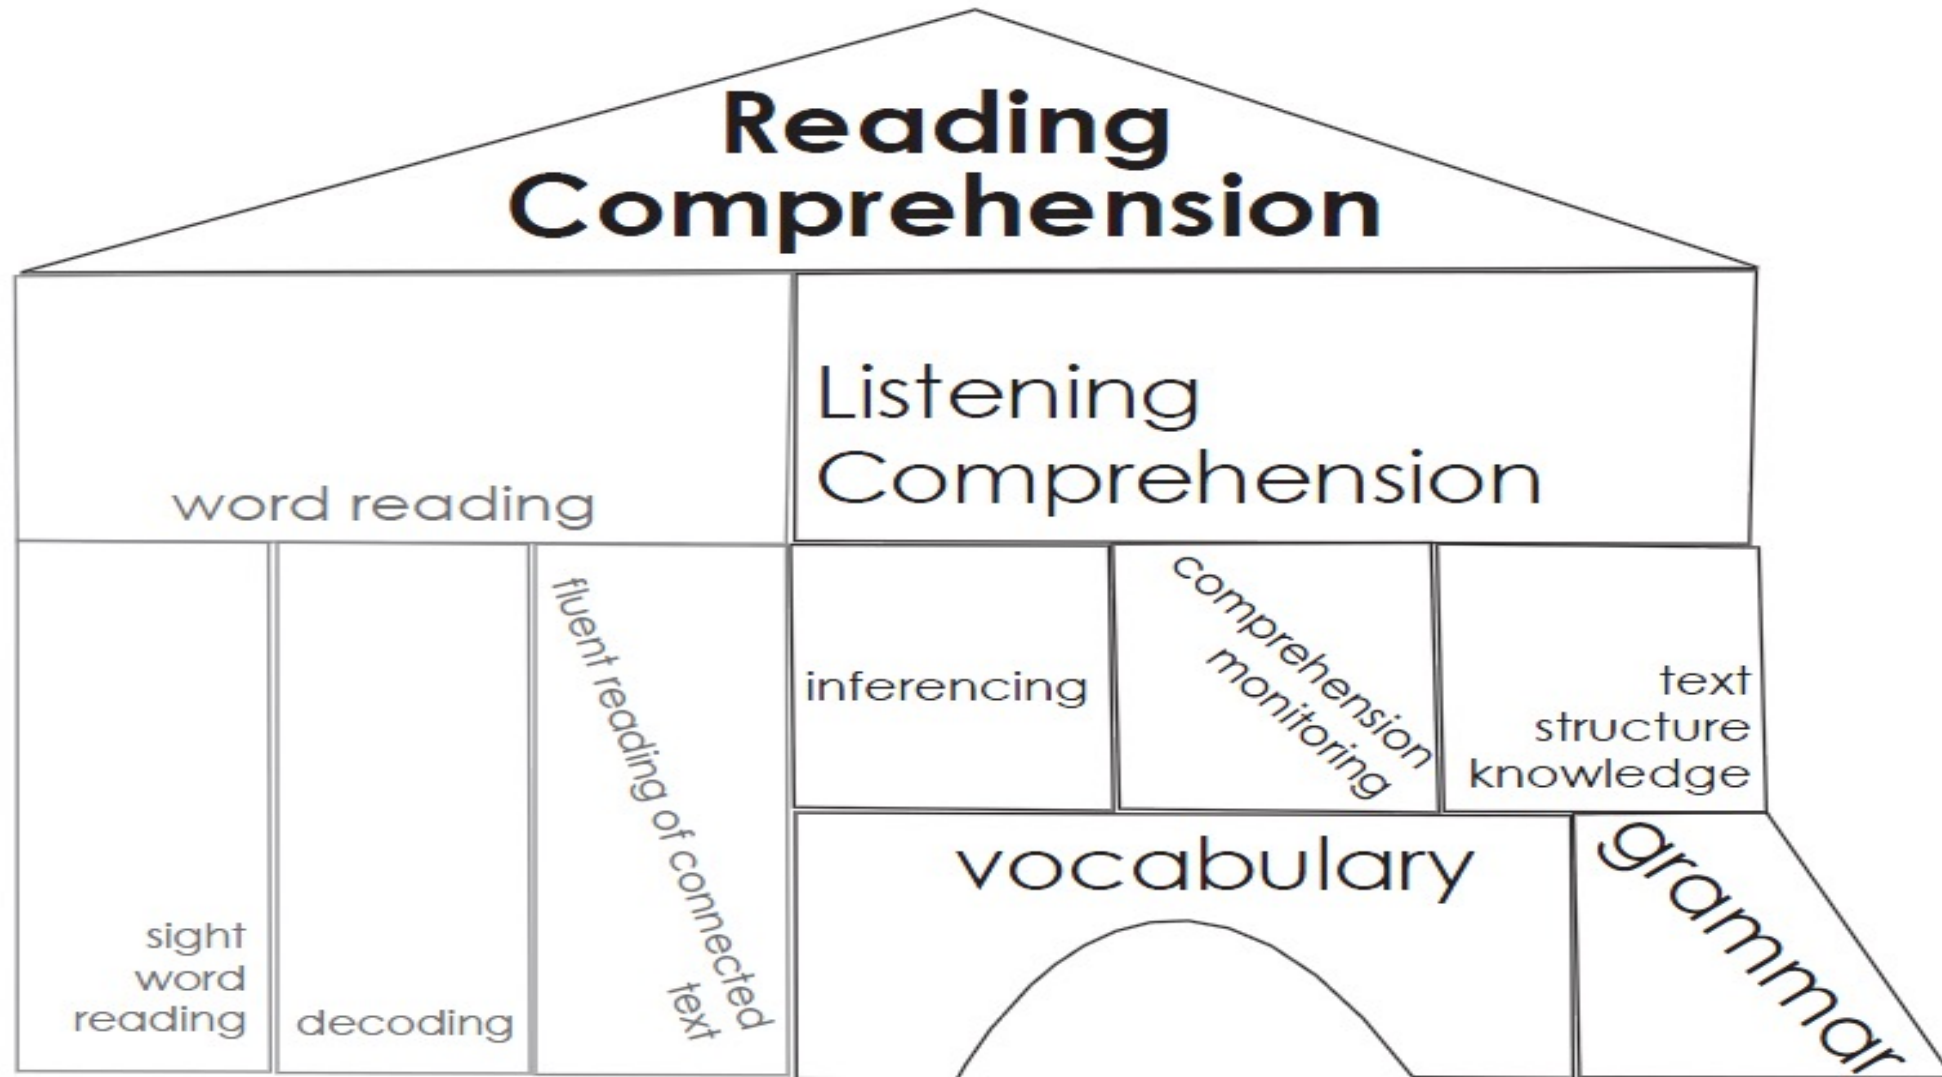 Reading
Comprehension
word reading
Listening
Comprehension
sight
word
reading
decoding
fluent reading of connected
text
inferencing
comprehension
monitoring
text
structure
knowledge
vocabulary
grammar